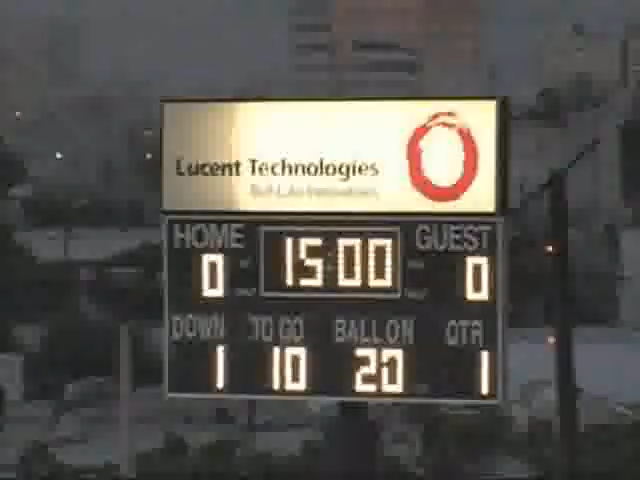 Lucent Technologies
Bell Labs Innovations
HOME 15:00 GUEST
0 0
DOWN TO GO BALL ON QTR
1 10 20 1